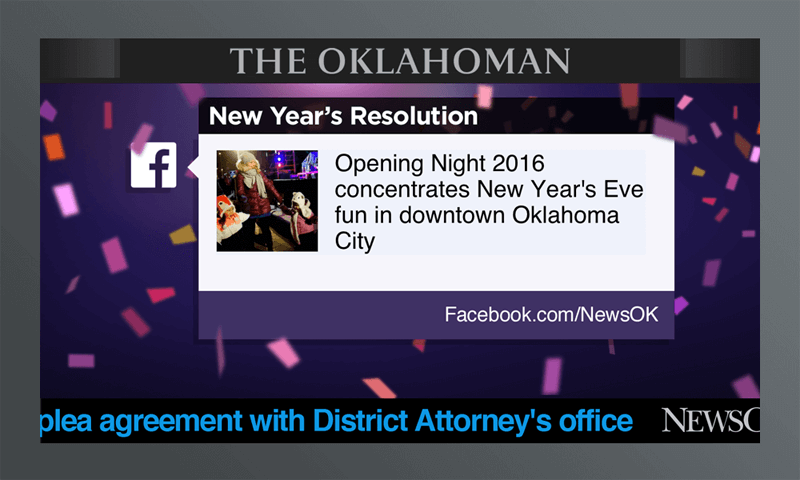 THE OKLAHOMAN
New Year's Resolution
Opening Night 2016
concentrates New Year's Eve
fun in downtown Oklahoma
City
Facebook.com/NewsOK
plea agreement with District Attorney's office
NEWSO